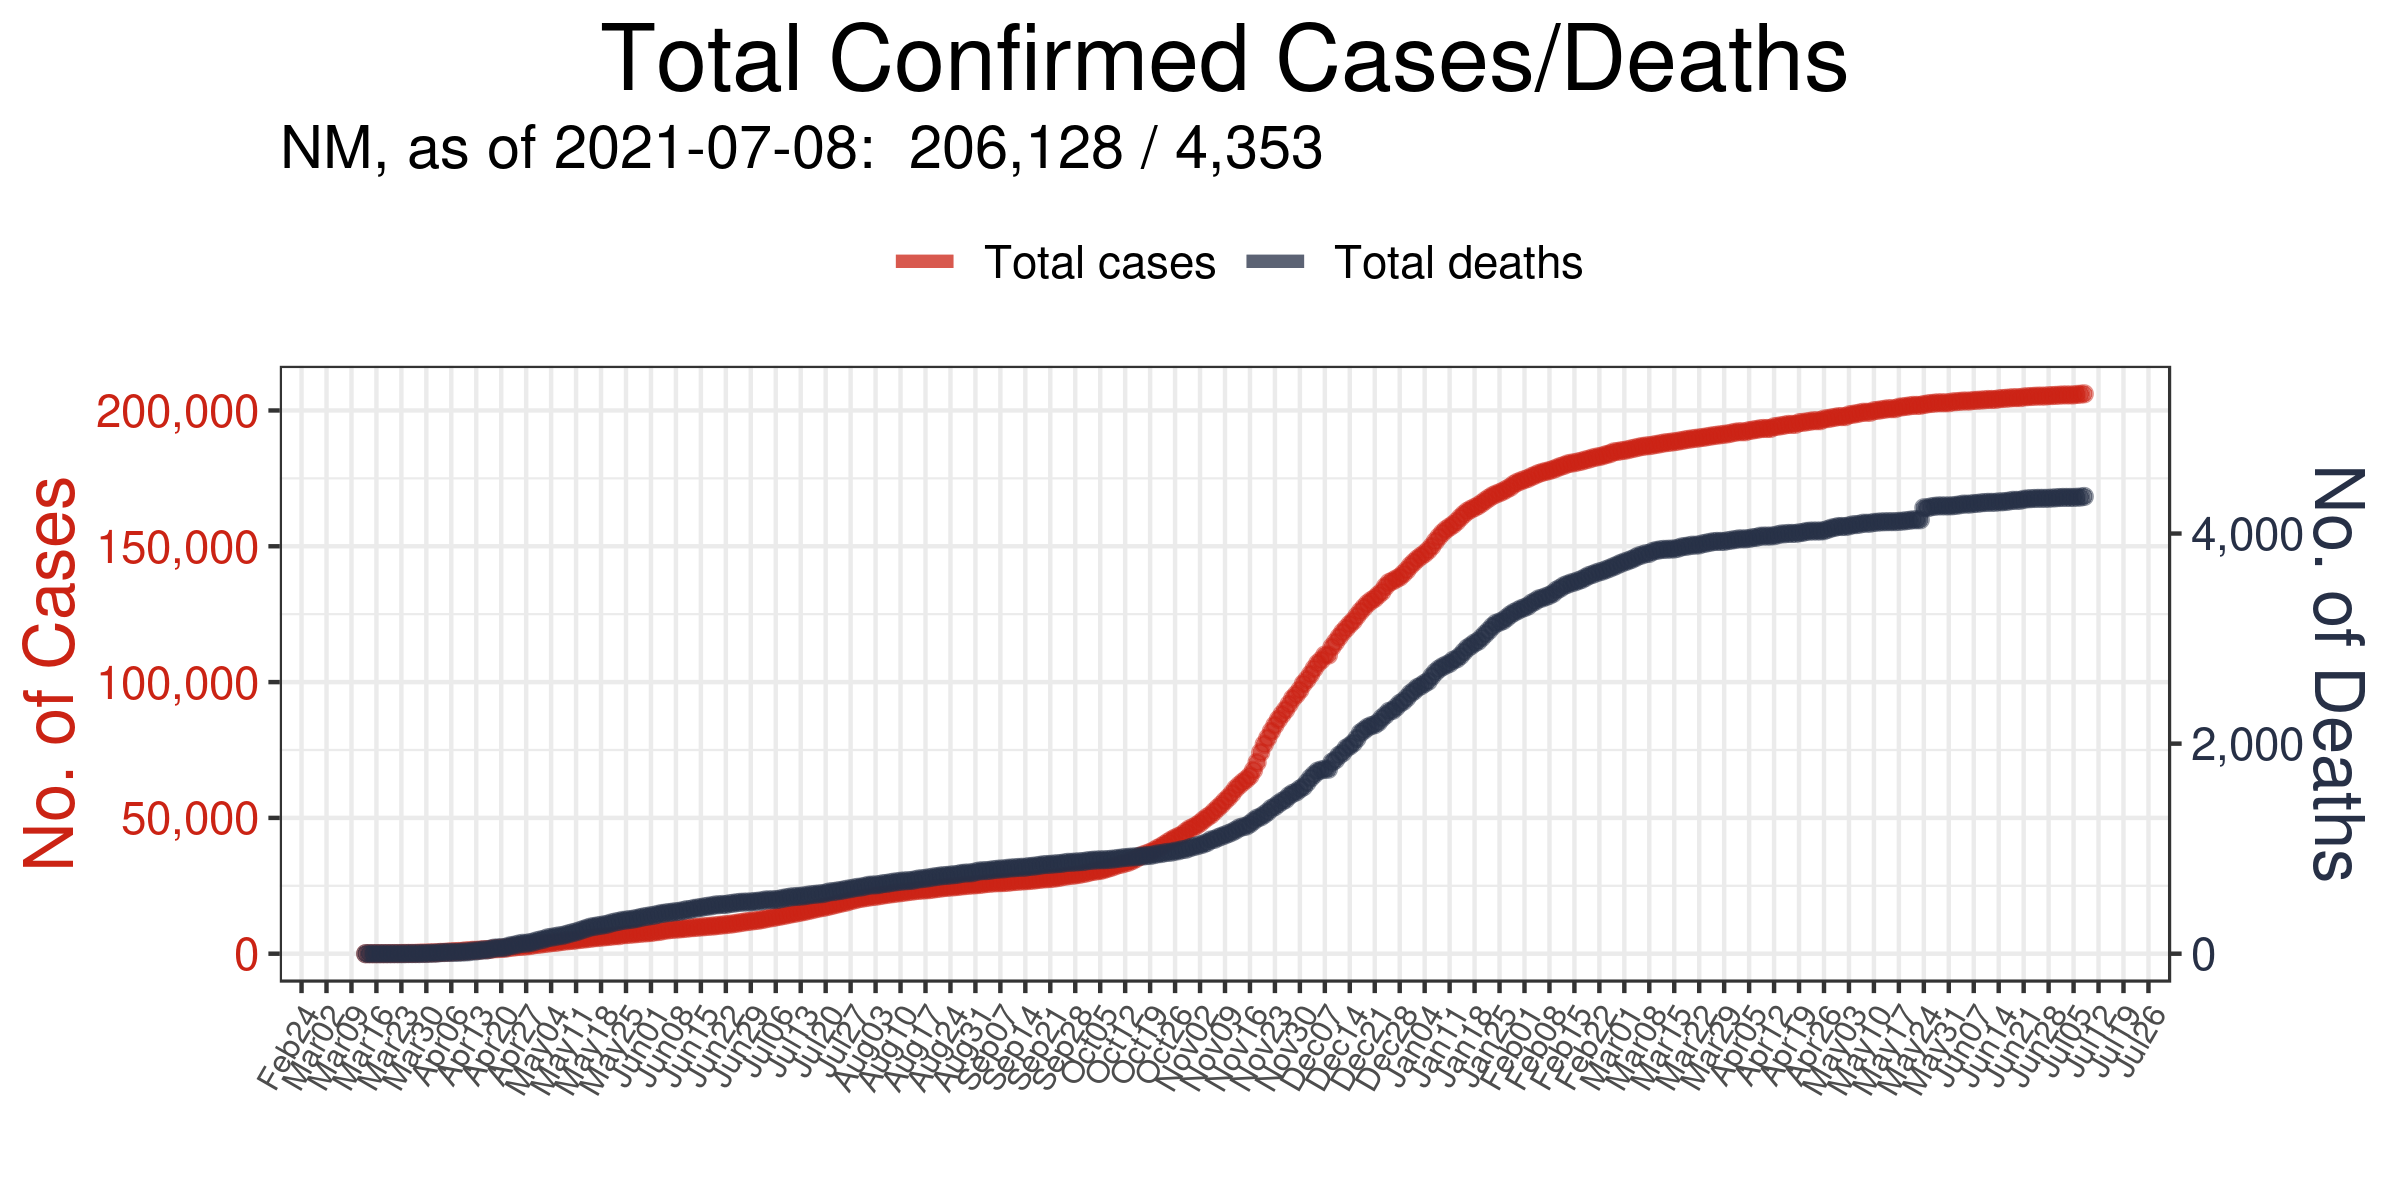 Total Confirmed Cases/Deaths
NM, as of 2021-07-08:  206,128 / 4,353
Total cases
Total deaths
No. of Cases
200,000
150,000
100,000
50,000
0
No. of Deaths
4,000
2,000
0
Feb24
Mar02
Mar09
Mar16
Mar23
Mar30
Apr06
Apr13
Apr20
Apr27
May04
May11
May18
May25
Jun01
Jun08
Jun15
Jun22
Jun29
Jul06
Jul13
Jul20
Jul27
Aug03
Aug10
Aug17
Aug24
Aug31
Sep07
Sep14
Sep21
Sep28
Oct05
Oct12
Oct19
Oct26
Nov02
Nov09
Nov16
Nov23
Nov30
Dec07
Dec14
Dec21
Dec28
Jan04
Jan11
Jan18
Jan25
Feb01
Feb08
Feb15
Feb22
Mar01
Mar08
Mar15
Mar22
Mar29
Apr05
Apr12
Apr19
Apr26
May03
May10
May17
May24
May31
Jun07
Jun14
Jun21
Jun28
Jul05
Jul12
Jul19
Jul26